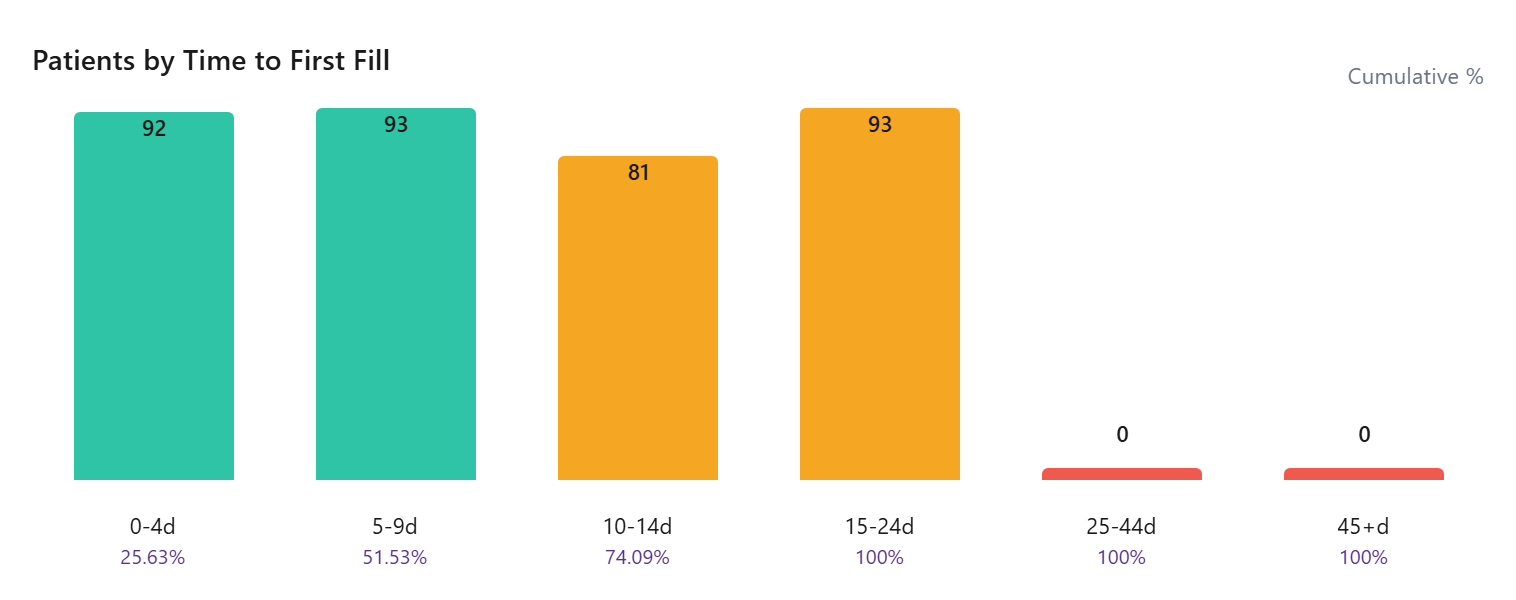 Patients by Time to First Fill
Cumulative %
92
93
81
93
0
0
0-4d
5-9d
10-14d
15-24d
25-44d
45+d
25.63%
51.53%
74.09%
100%
100%
100%